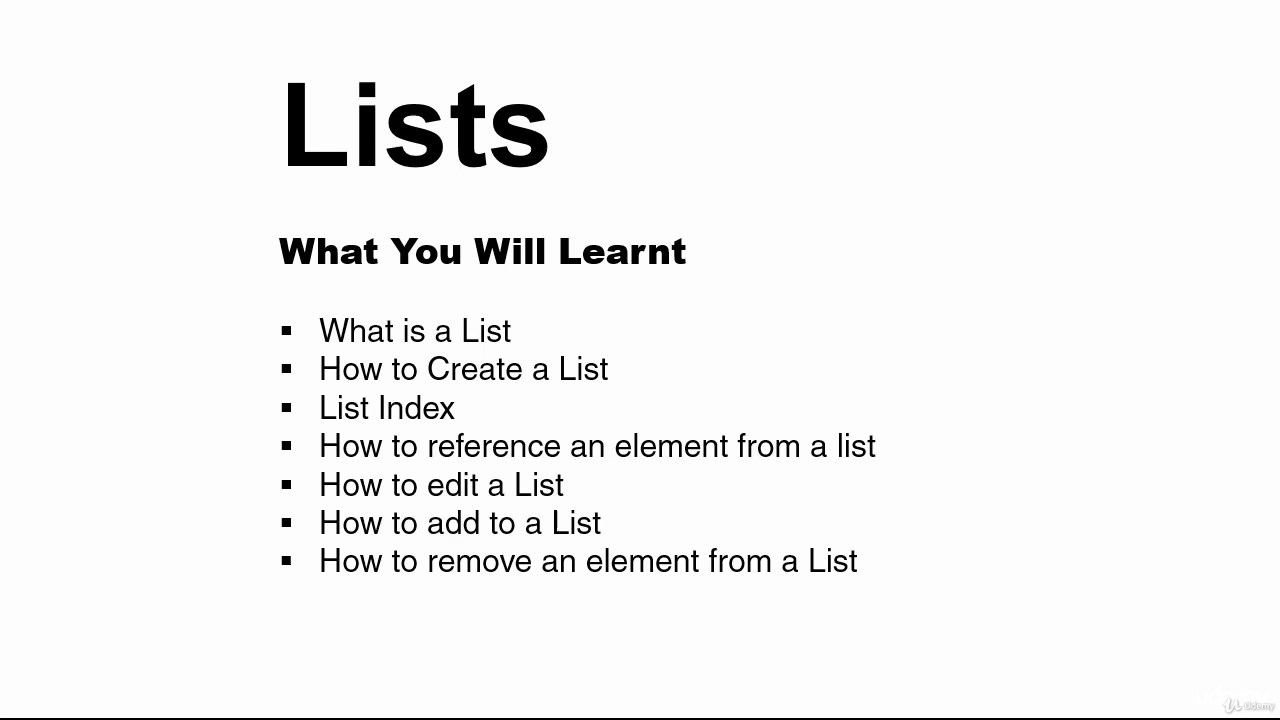 Lists
What You Will Learnt
▪ What is a List
▪ How to Create a List
▪ List Index
▪ How to reference an element from a list
▪ How to edit a List
▪ How to add to a List
▪ How to remove an element from a List
Udemy